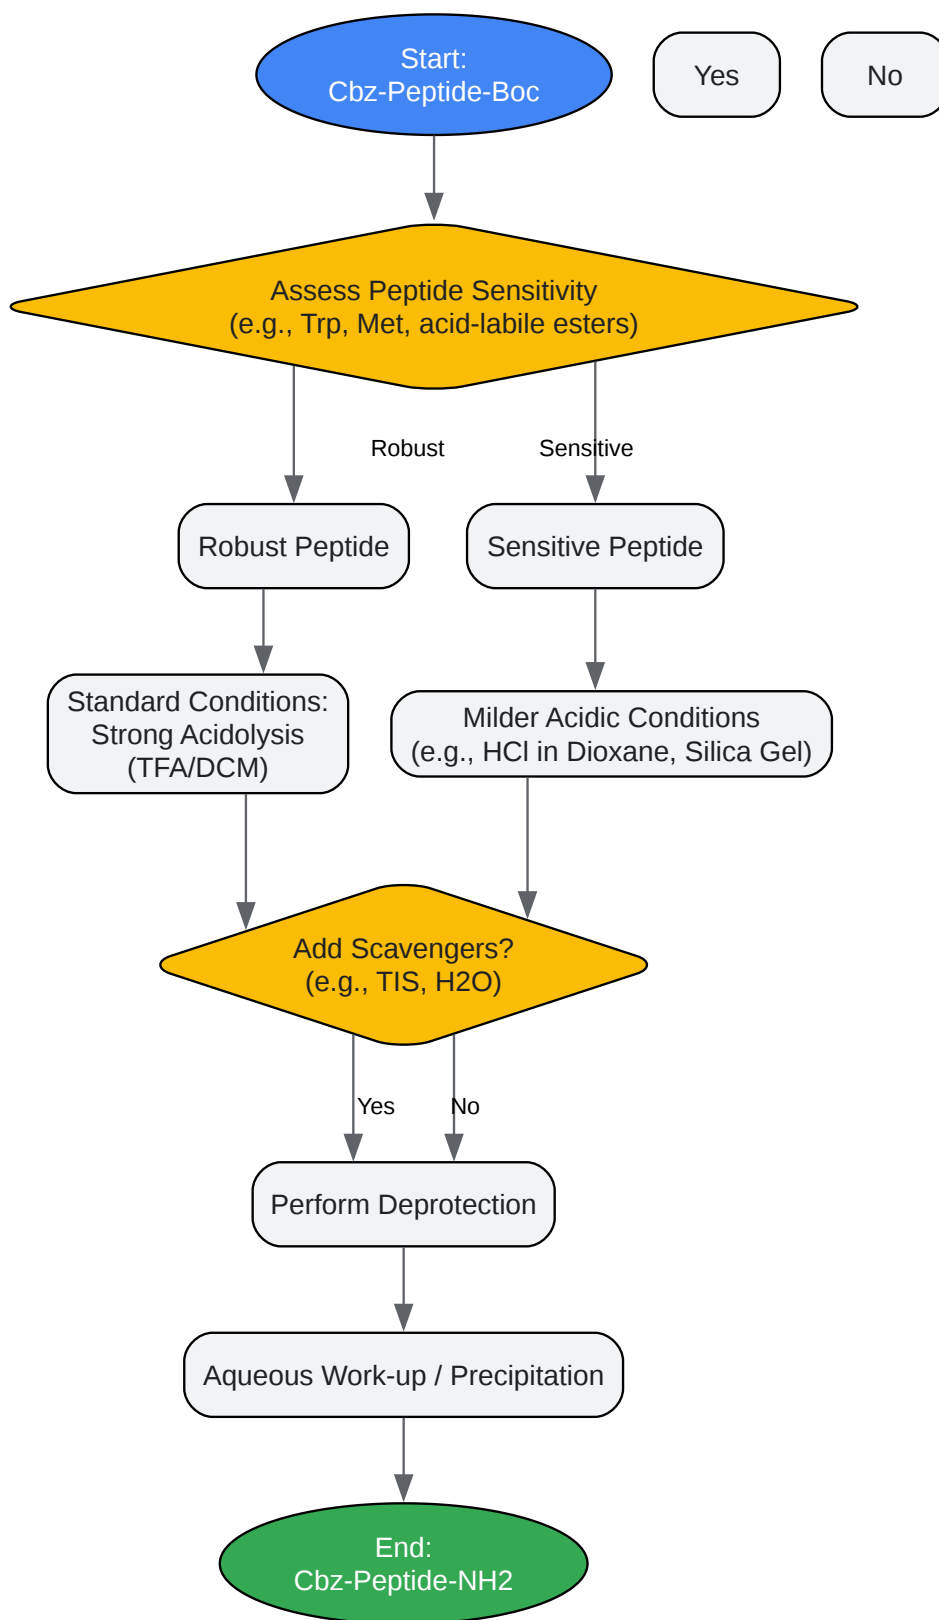 Start:
Cbz-Peptide-Boc
Yes
No
Assess Peptide Sensitivity
(e.g., Trp, Met, acid-labile esters)
Robust
Sensitive
Robust Peptide
Sensitive Peptide
Standard Conditions:
Strong Acidolysis
(TFA/DCM)
Milder Acidic Conditions
(e.g., HCl in Dioxane, Silica Gel)
Add Scavengers?
(e.g., TIS, H2O)
Yes
No
Perform Deprotection
Aqueous Work-up / Precipitation
End:
Cbz-Peptide-NH2